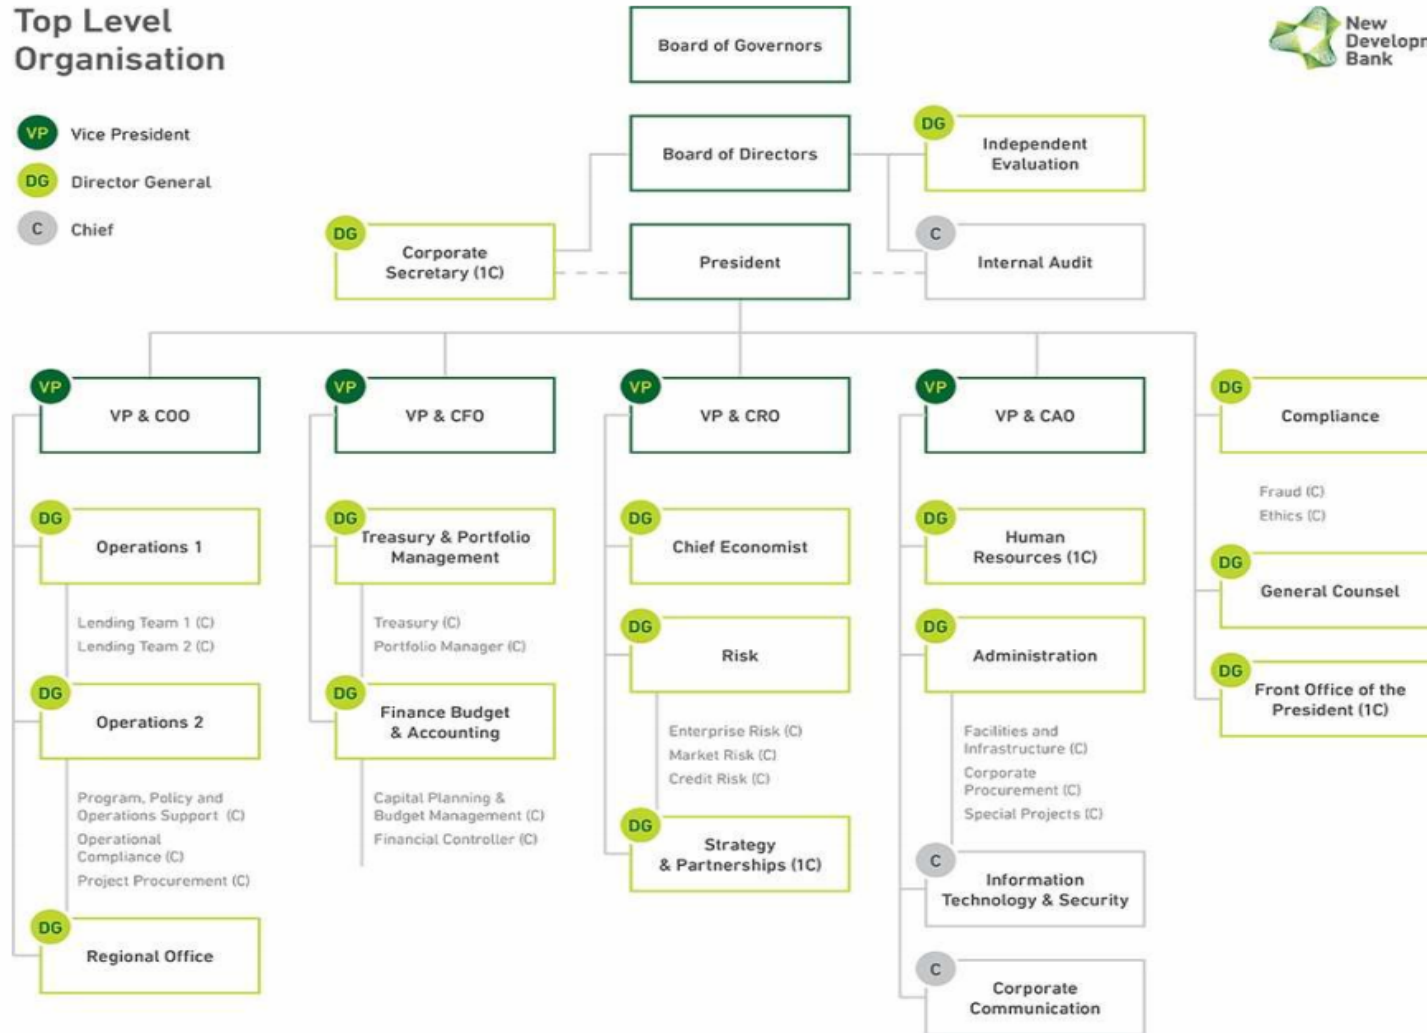 Top Level
Organisation
New
Developm
Bank
VP Vice President
DG Director General
C Chief
Board of Governors
Board of Directors
DG
Independent
Evaluation
DG
Corporate
Secretary (1C)
President
C
Internal Audit
VP
VP & COO
VP
VP & CFO
VP
VP & CRO
VP
VP & CAO
DG
Compliance
Fraud (C)
Ethics (C)
DG
Operations 1
Lending Team 1 (C)
Lending Team 2 (C)
DG
Operations 2
Program, Policy and
Operations Support (C)
Operational
Compliance (C)
Project Procurement (C)
DG
Regional Office
DG
Treasury & Portfolio
Management
Treasury (C)
Portfolio Manager (C)
DG
Finance Budget
& Accounting
Capital Planning &
Budget Management (C)
Financial Controller (C)
DG
Chief Economist
DG
Risk
Enterprise Risk (C)
Market Risk (C)
Credit Risk (C)
DG
Strategy
& Partnerships (1C)
DG
Human
Resources (1C)
DG
Administration
Facilities and
Infrastructure (C)
Corporate
Procurement (C)
Special Projects (C)
C
Information
Technology & Security
C
Corporate
Communication
DG
General Counsel
DG
Front Office of the
President (1C)